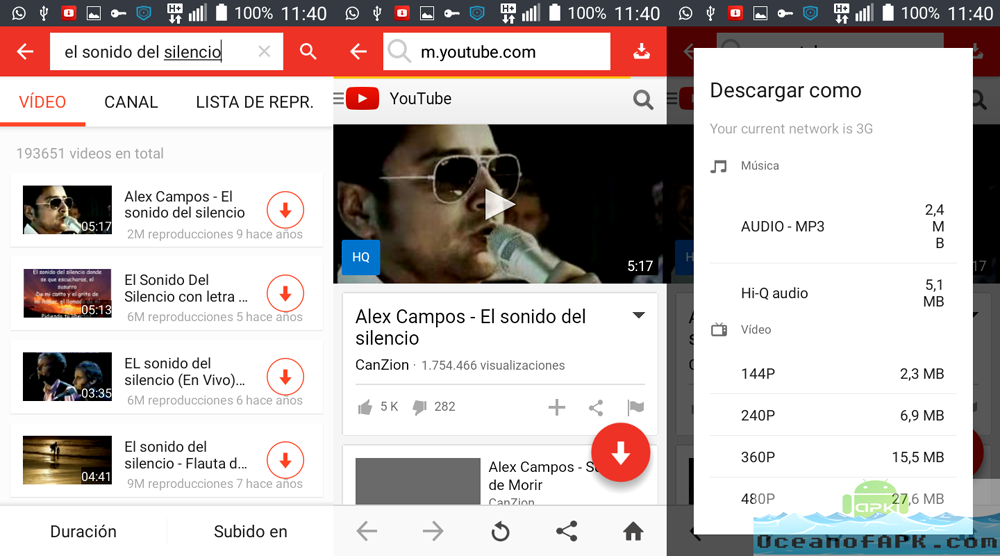 100% 11:40
el sonido del silencio
VÍDEO CANAL LISTA DE REPR.
193651 videos en total
Alex Campos - El
sonido del silencio
05:17
2M reproducciones 9 hace años
El Sonido Del
Silencio con letra ...
05:13
6M reproducciones 5 hace años
EL sonido del
silencio (En Vivo)...
03:35
6M reproducciones 6 hace años
El sonido del
silencio - Flauta d...
04:41
9M reproducciones 7 hace años
Duración Subido en
100% 11:40
m.youtube.com
YouTube
HQ
5:17
Alex Campos - El sonido del
silencio
CanZion · 1.754.466 visualizaciones
5 K 282
Alex Campos - S
de Morir
CanZion
100% 11:40
Descargar como
Your current network is 3G
Música
AUDIO - MP3 2,4
M
B
Hi-Q audio 5,1
MB
Vídeo
144P 2,3 MB
240P 6,9 MB
360P 15,5 MB
480P 27,6 MB
apk
OceanofAPK.com